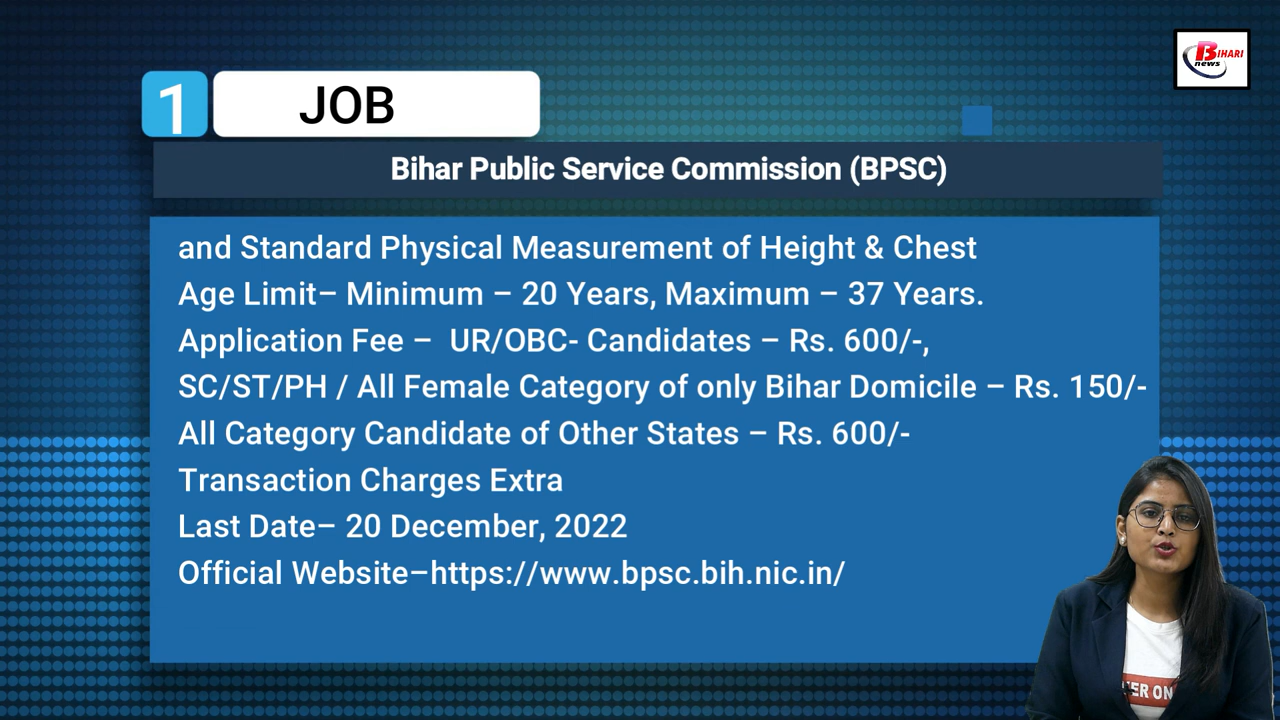 BIHARI
news
1 JOB
Bihar Public Service Commission (BPSC)
and Standard Physical Measurement of Height & Chest
Age Limit– Minimum – 20 Years, Maximum – 37 Years.
Application Fee –  UR/OBC- Candidates – Rs. 600/-,
SC/ST/PH / All Female Category of only Bihar Domicile – Rs. 150/-
All Category Candidate of Other States – Rs. 600/-
Transaction Charges Extra
Last Date– 20 December, 2022
Official Website–https://www.bpsc.bih.nic.in/
ER ON